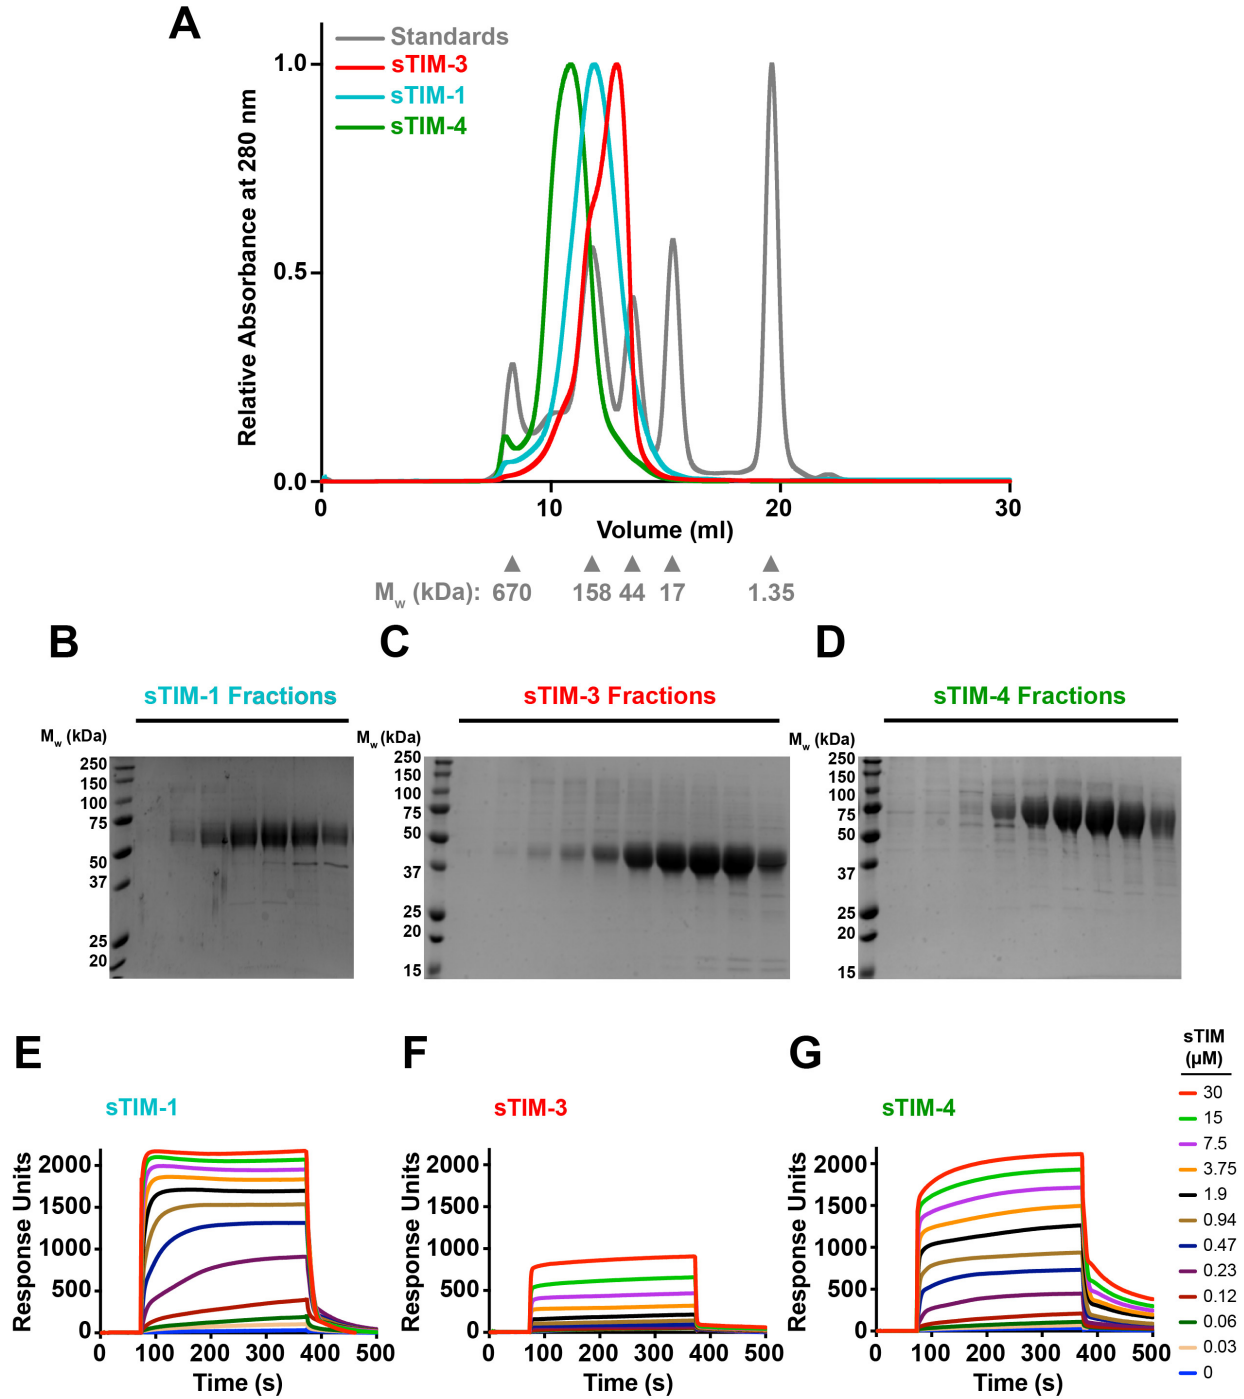 A
Standards
sTIM-3
sTIM-1
sTIM-4
Relative Absorbance at 280 nm
1.0
0.5
0.0
0 10 20 30
Volume (ml)
Mw (kDa): 670 158 44 17 1.35
B C D
sTIM-1 Fractions sTIM-3 Fractions sTIM-4 Fractions
Mw (kDa)
250
150
100
75
50
37
25
20
Mw (kDa)
250
150
100
75
50
37
25
20
15
Mw (kDa)
250
150
100
75
50
37
25
20
15
E
sTIM-1
Response Units
2000
1500
1000
500
0
0 100 200 300 400 500
Time (s)
F
sTIM-3
Response Units
2000
1500
1000
500
0
0 100 200 300 400 500
Time (s)
G
sTIM-4
Response Units
2000
1500
1000
500
0
0 100 200 300 400 500
Time (s)
sTIM
(µM)
30
15
7.5
3.75
1.9
0.94
0.47
0.23
0.12
0.06
0.03
0